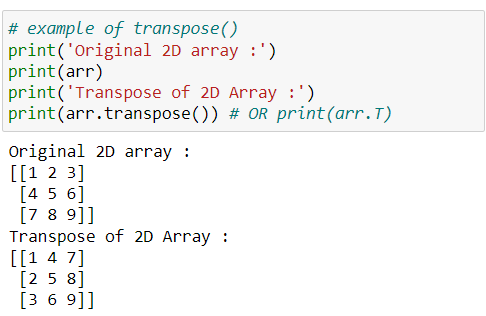 # example of transpose()
print('Original 2D array :')
print(arr)
print('Transpose of 2D Array :')
print(arr.transpose()) # OR print(arr.T)
Original 2D array :
[[1 2 3]
 [4 5 6]
 [7 8 9]]
Transpose of 2D Array :
[[1 4 7]
 [2 5 8]
 [3 6 9]]